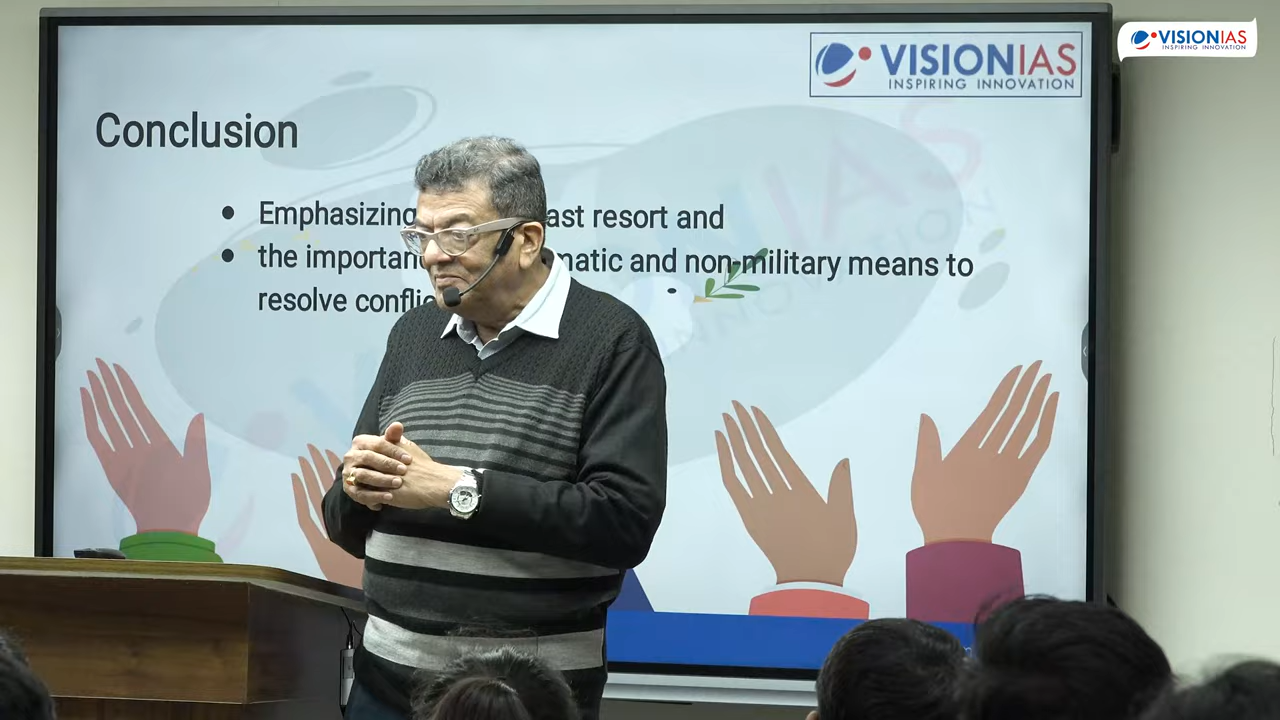 VISIONIAS
INSPIRING INNOVATION
VISIONIAS
INSPIRING INNOVATION
Conclusion
Emphasizing ast resort and
the importan matic and non-military means to
resolve conflic